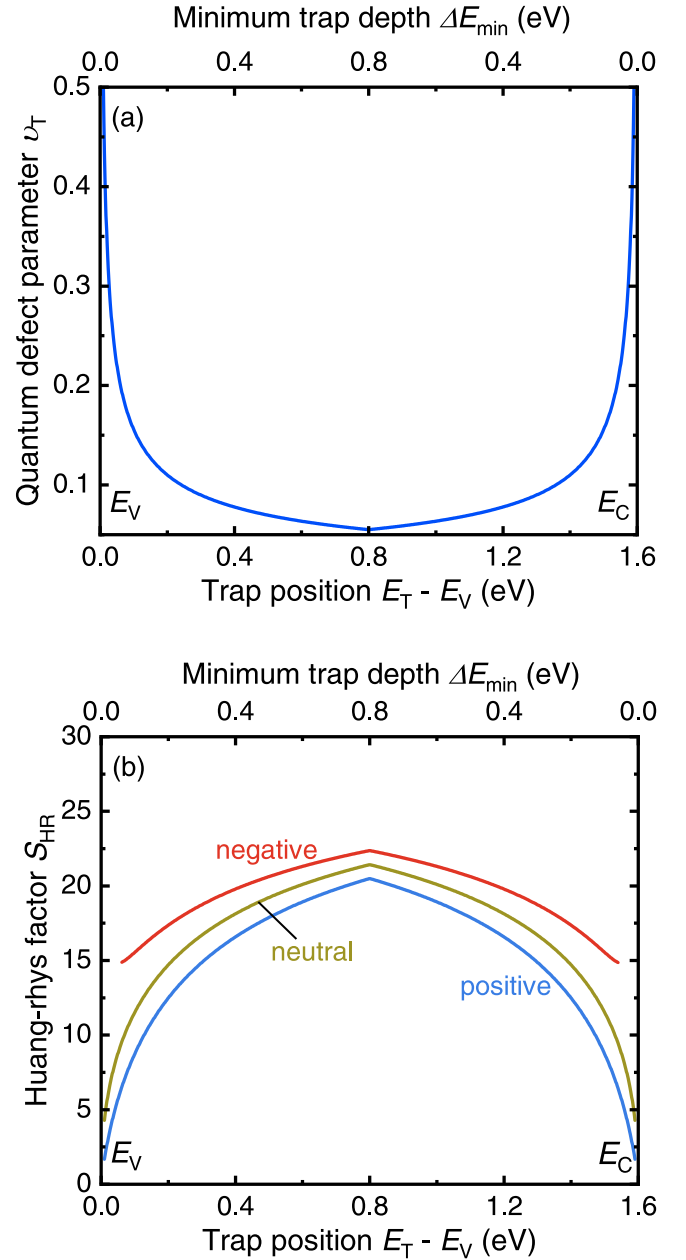 Minimum trap depth ΔE_min (eV)
0.0 0.4 0.8 0.4 0.0
(a)
Quantum defect parameter υ_T
0.5
0.4
0.3
0.2
0.1
E_V E_C
0.0 0.4 0.8 1.2 1.6
Trap position E_T - E_V (eV)
Minimum trap depth ΔE_min (eV)
0.0 0.4 0.8 0.4 0.0
(b)
Huang-rhys factor S_HR
30
25
20
15
10
5
0
negative
neutral
positive
E_V E_C
0.0 0.4 0.8 1.2 1.6
Trap position E_T - E_V (eV)